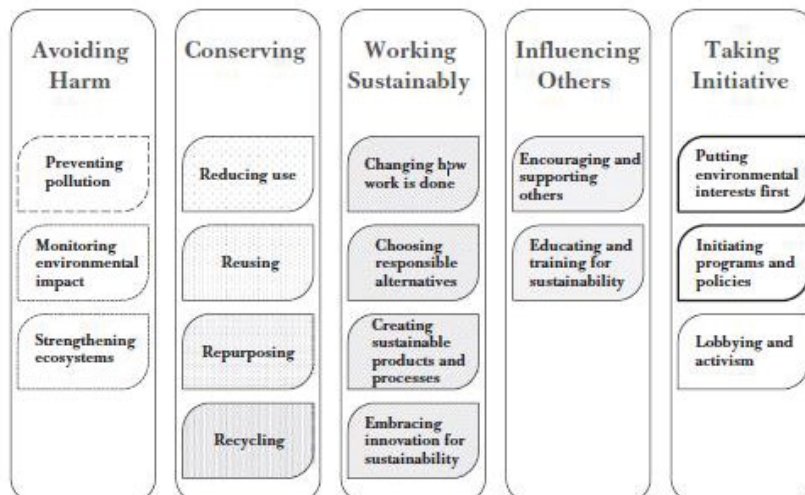 Avoiding
Harm
Preventing
pollution
Monitoring
environmental
impact
Strengthening
ecosystems
Conserving
Reducing use
Reusing
Repurposing
Recycling
Working
Sustainably
Changing how
work is done
Choosing
responsible
alternatives
Creating
sustainable
products and
processes
Embracing
innovation for
sustainability
Influencing
Others
Encouraging and
supporting
others
Educating and
training for
sustainability
Taking
Initiative
Putting
environmental
interests first
Initiating
programs and
policies
Lobbying and
activism